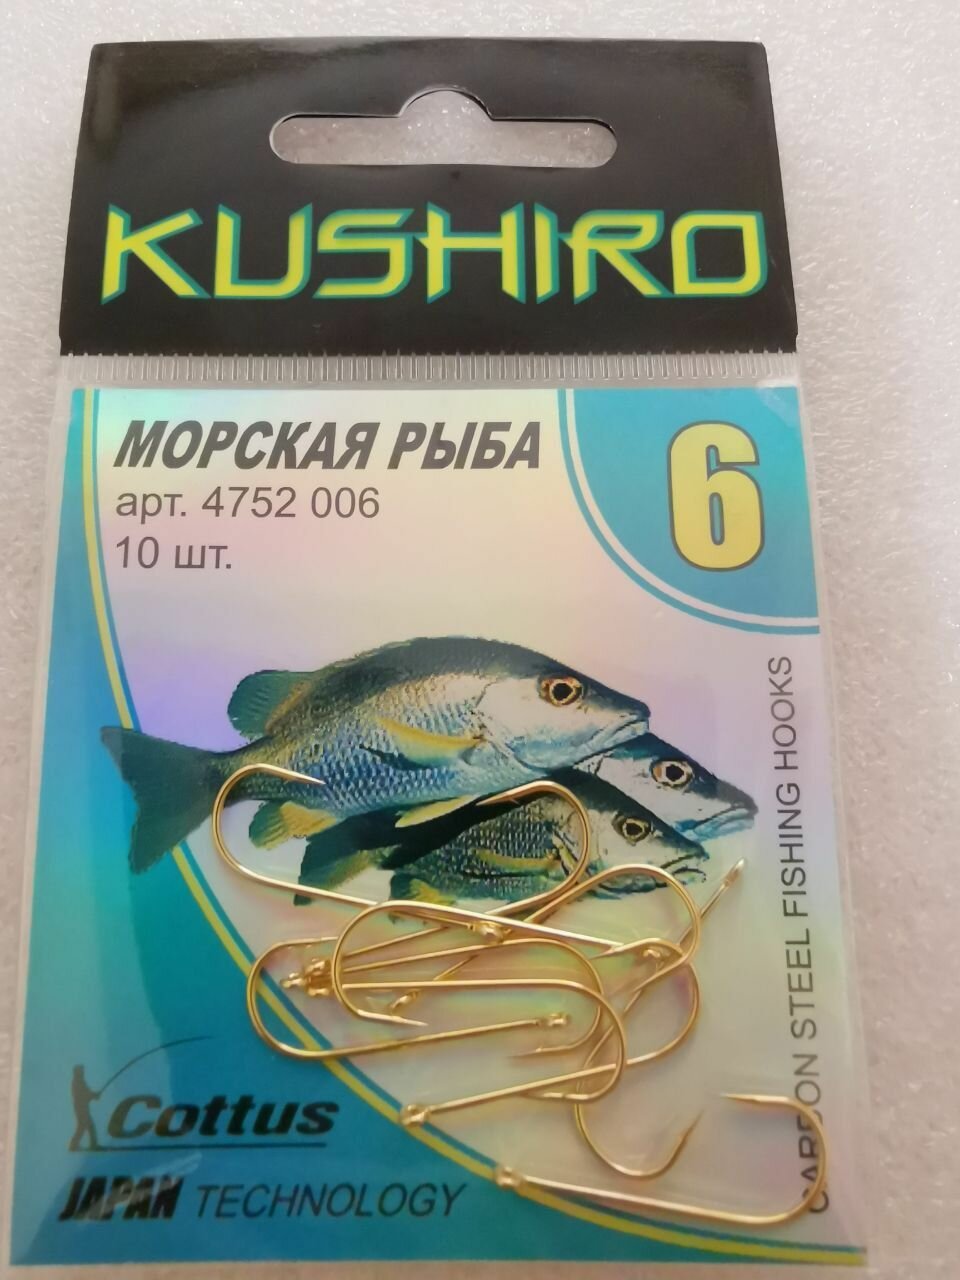 KUSHIRO
МОРСКАЯ РЫБА
арт. 4752 006
10 шт.
6
CARBON STEEL FISHING HOOKS
Cottus
JAPAN TECHNOLOGY